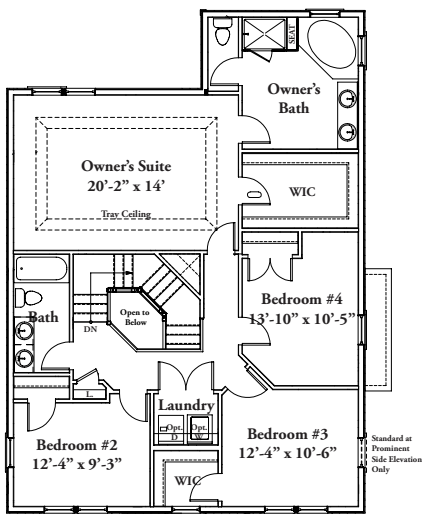 SEAT
Owner's
Bath
Owner's Suite
20'-2" x 14'
Tray Ceiling
WIC
Bedroom #4
13'-10" x 10'-5"
Open to
Below
DN
Bath
L
Laundry
Opt.
D
Opt.
W
Bedroom #2
12'-4" x 9'-3"
WIC
Bedroom #3
12'-4" x 10'-6"
Standard at
Prominent
Side Elevation
Only